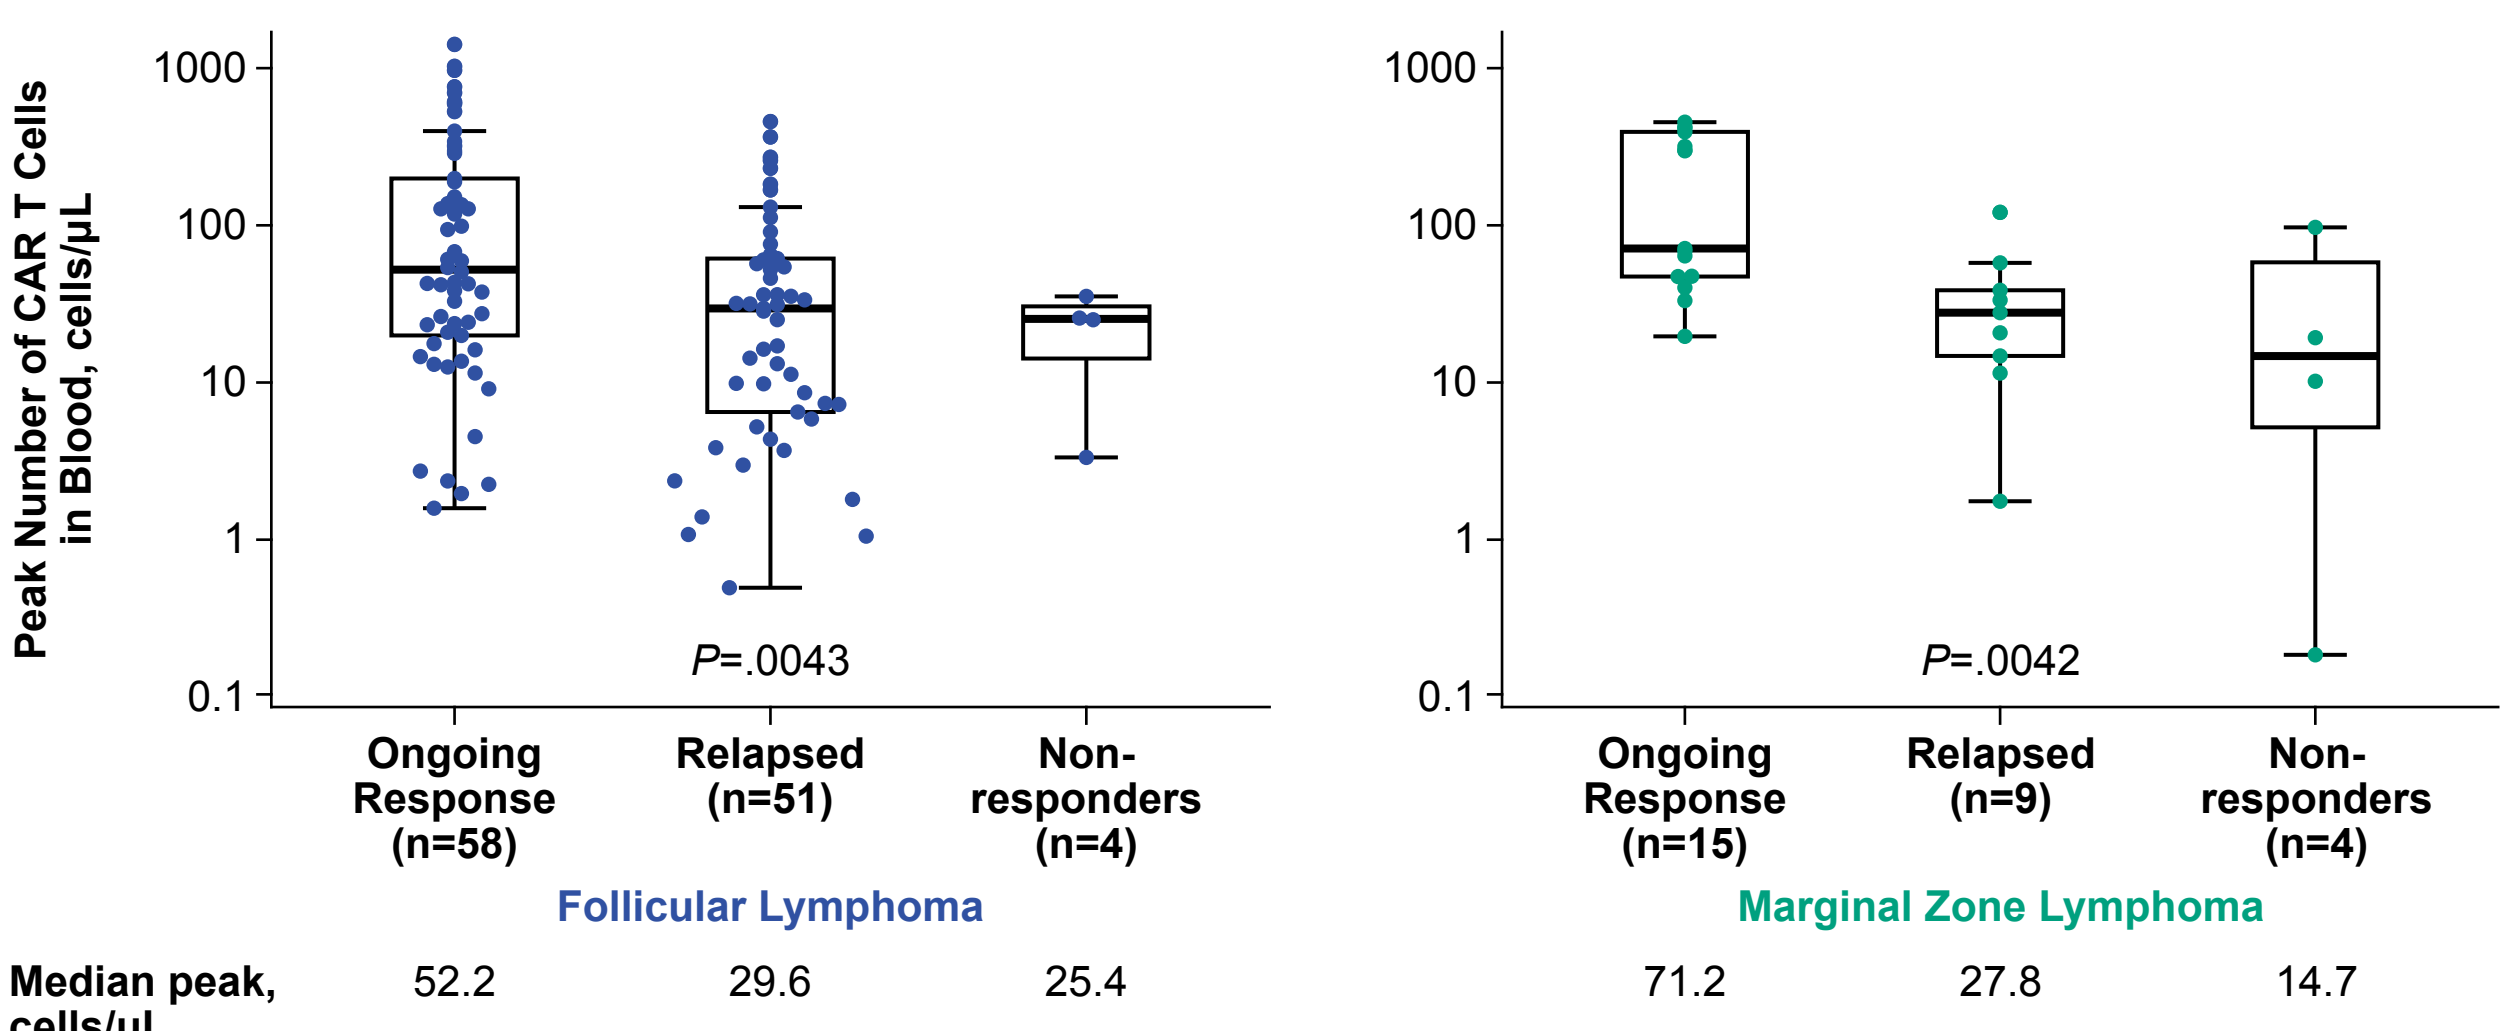 Peak Number of CAR T Cells
in Blood, cells/µL
1000
100
10
1
0.1
P=.0043
Ongoing
Response
(n=58)
Relapsed
(n=51)
Non-
responders
(n=4)
Follicular Lymphoma
1000
100
10
1
0.1
P=.0042
Ongoing
Response
(n=15)
Relapsed
(n=9)
Non-
responders
(n=4)
Marginal Zone Lymphoma
Median peak, 52.2 29.6 25.4 71.2 27.8 14.7
cells/µl